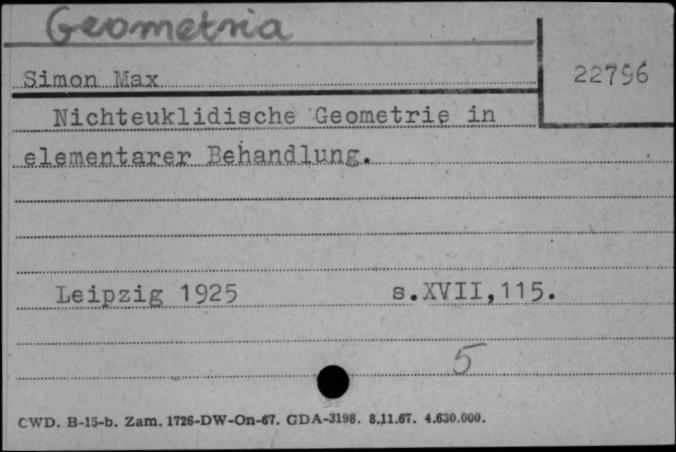 Geometria
Simon Max
22796
Nichteuklidische Geometrie in
elementarer Behandlung.
Leipzig 1925 s.XVII,115.
5
CWD. B-15-b. Zam. 1726-DW-On-67. GDA-3198. 8.11.67. 4.630.000.